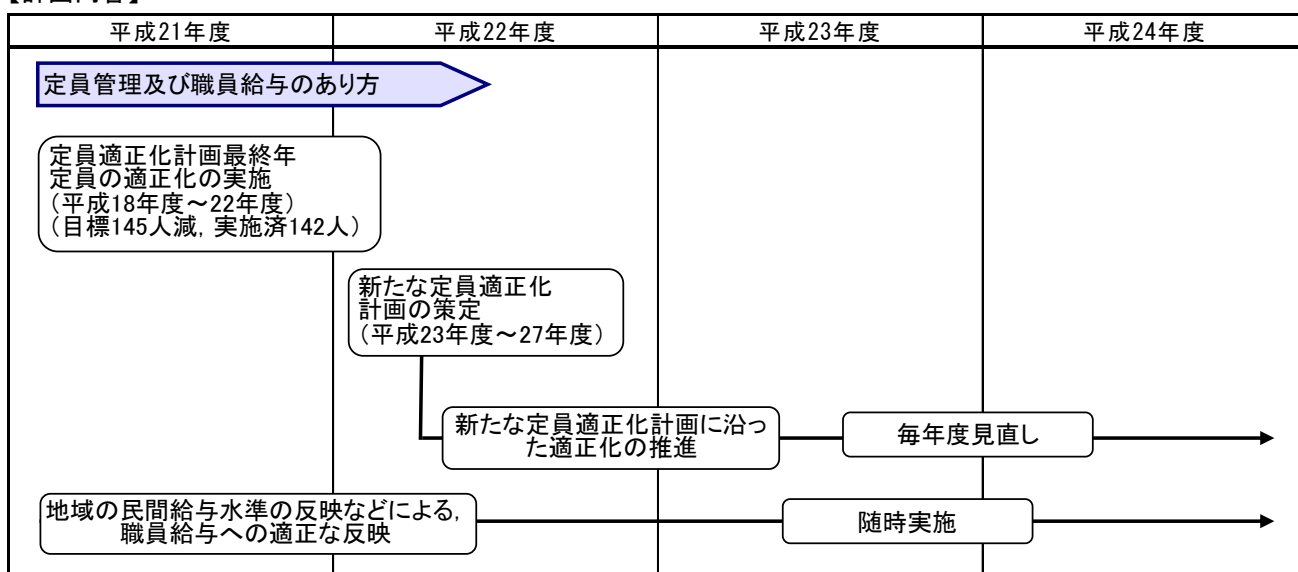 平成21年度
平成22年度
平成23年度
平成24年度
定員管理及び職員給与のあり方
定員適正化計画最終年
定員の適正化の実施
（平成18年度～22年度）
（目標145人減，実施済142人）
新たな定員適正化
計画の策定
（平成23年度～27年度）
新たな定員適正化計画に沿っ
た適正化の推進
毎年度見直し
地域の民間給与水準の反映などによる，
職員給与への適正な反映
随時実施